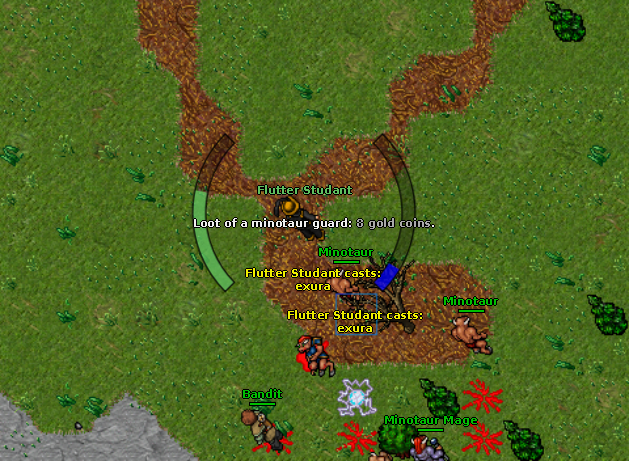 Flutter Studant
Loot of a minotaur guard: 8 gold coins.
Minotaur
Flutter Studant casts:
exura
Minotaur
Flutter Studant casts:
exura
Bandit
Minotaur Mage